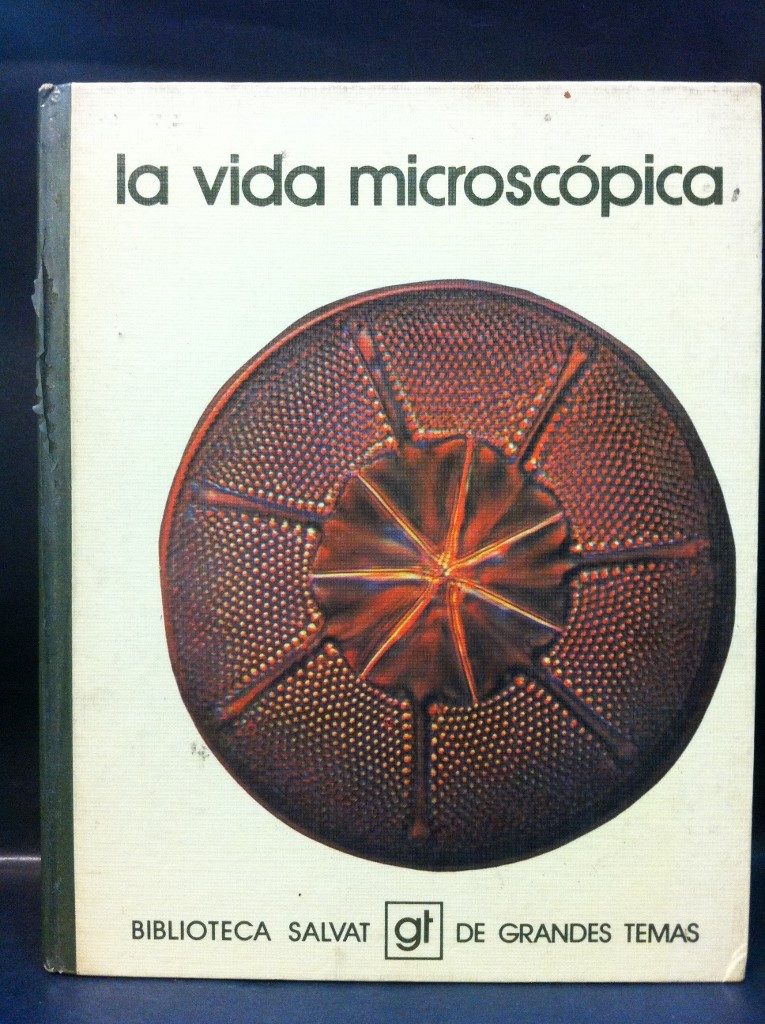 la vida microscópica
BIBLIOTECA SALVAT gt DE GRANDES TEMAS